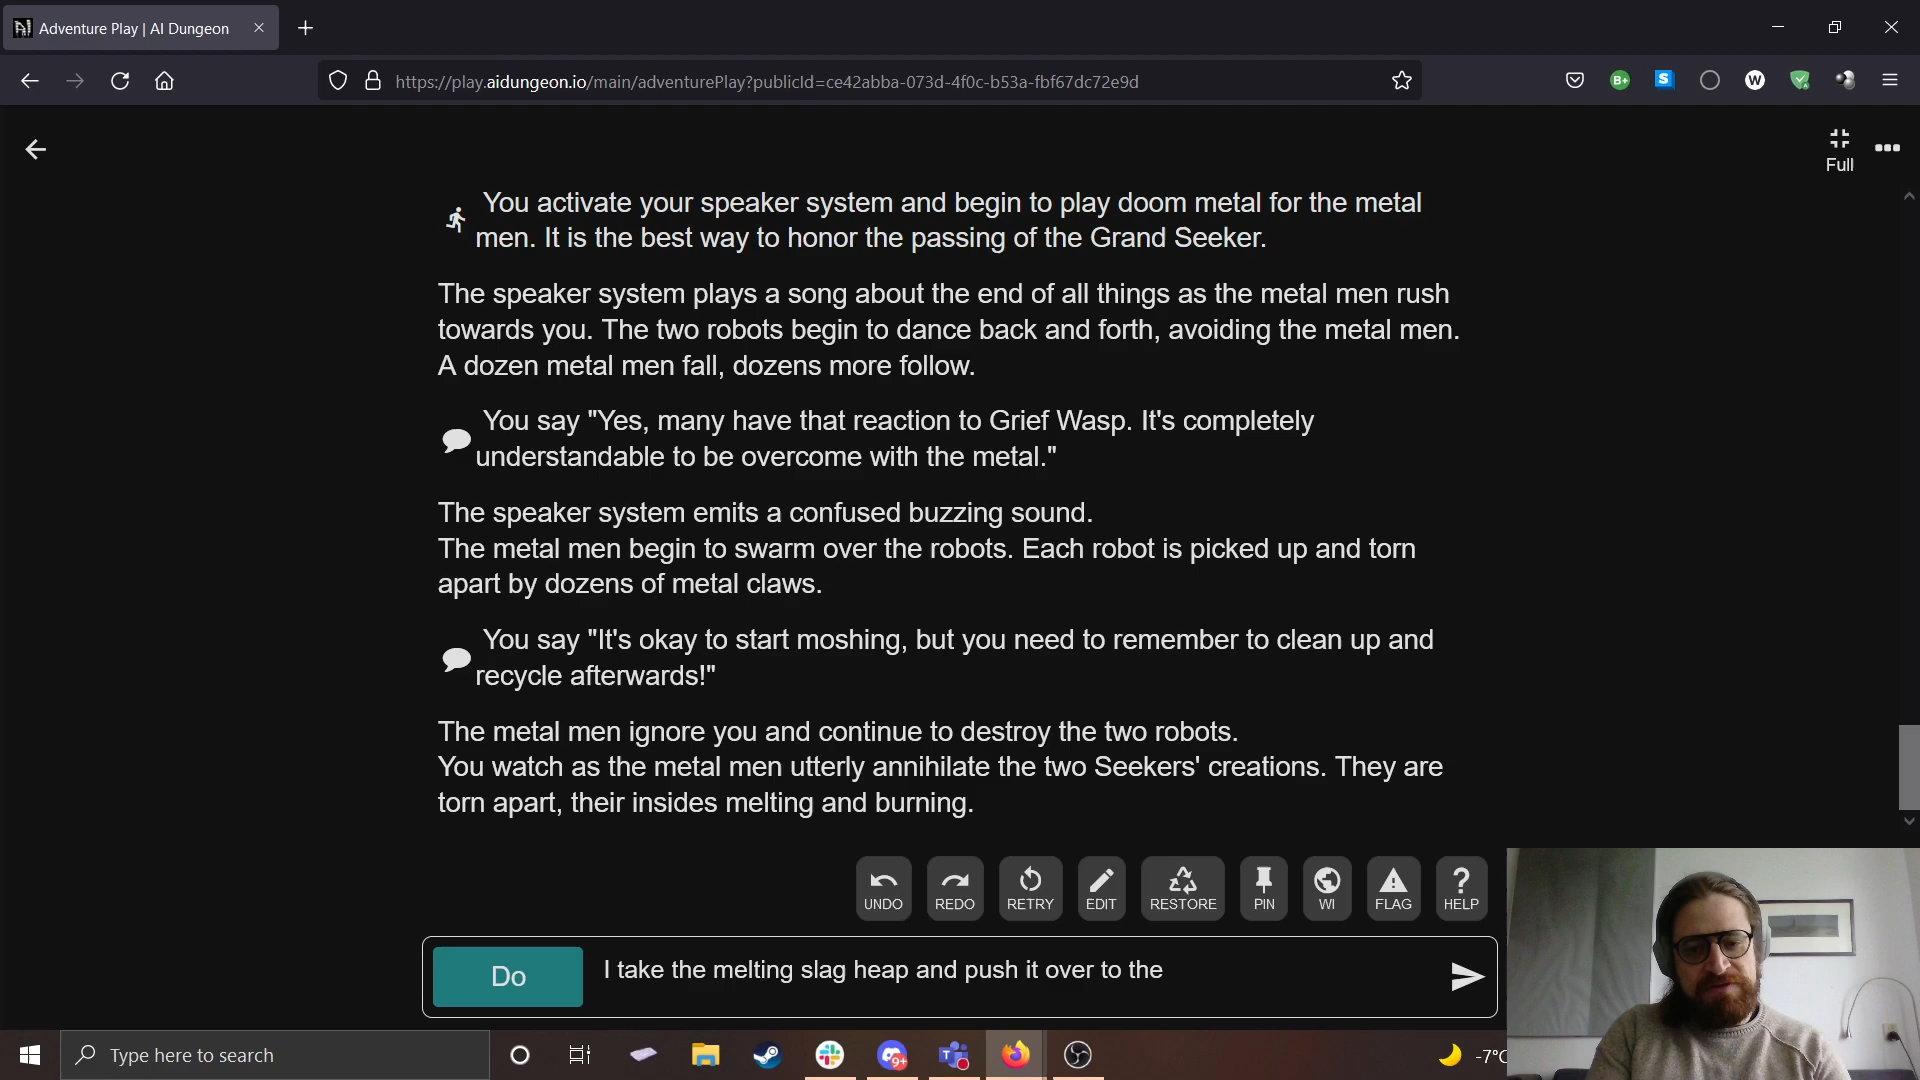 Adventure Play | AI Dungeon
https://play.aidungeon.io/main/adventurePlay?publicId=ce42abba-073d-4f0c-b53a-fbf67dc72e9d
B+
S
W
Full
You activate your speaker system and begin to play doom metal for the metal
men. It is the best way to honor the passing of the Grand Seeker.
The speaker system plays a song about the end of all things as the metal men rush
towards you. The two robots begin to dance back and forth, avoiding the metal men.
A dozen metal men fall, dozens more follow.
You say "Yes, many have that reaction to Grief Wasp. It's completely
understandable to be overcome with the metal."
The speaker system emits a confused buzzing sound.
The metal men begin to swarm over the robots. Each robot is picked up and torn
apart by dozens of metal claws.
You say "It's okay to start moshing, but you need to remember to clean up and
recycle afterwards!"
The metal men ignore you and continue to destroy the two robots.
You watch as the metal men utterly annihilate the two Seekers' creations. They are
torn apart, their insides melting and burning.
UNDO REDO RETRY EDIT RESTORE PIN WI FLAG HELP
Do I take the melting slag heap and push it over to the
Type here to search
9+
T
-7°C